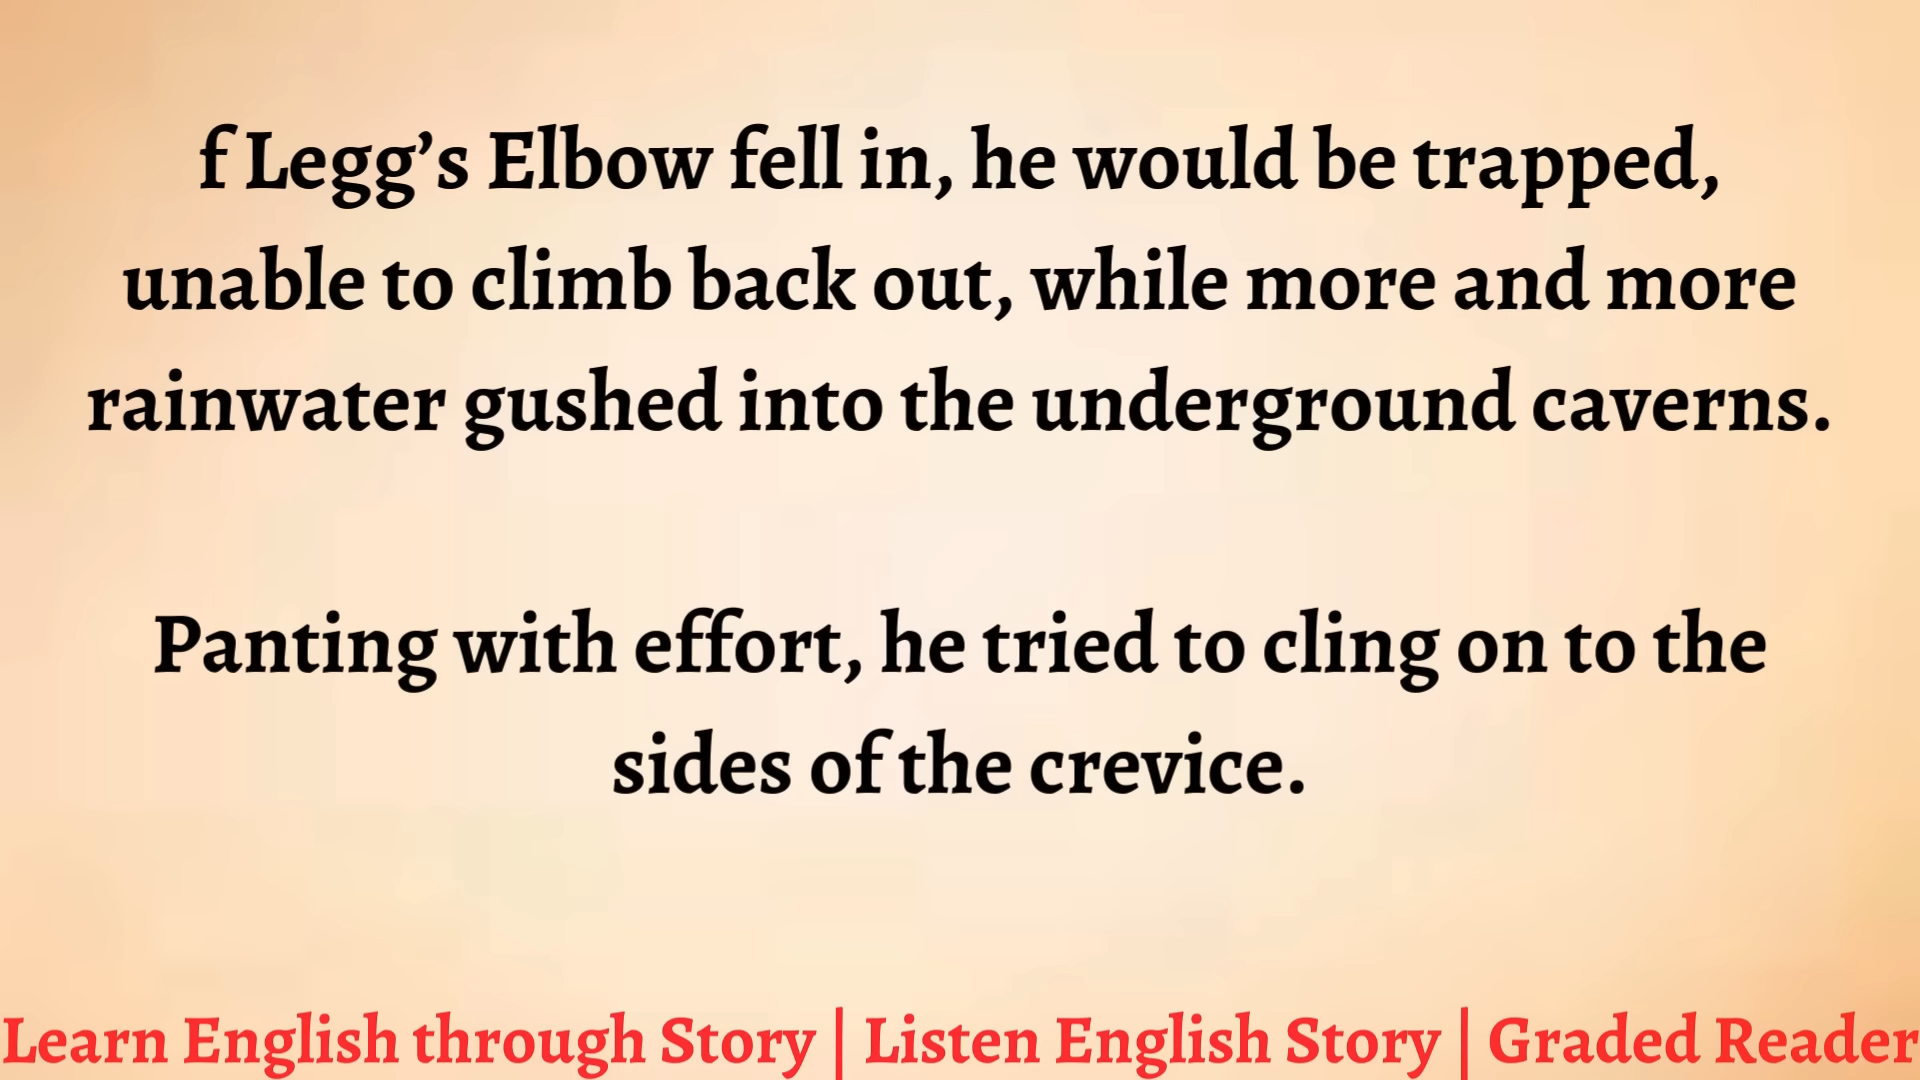 f Legg’s Elbow fell in, he would be trapped,
unable to climb back out, while more and more
rainwater gushed into the underground caverns.
Panting with effort, he tried to cling on to the
sides of the crevice.
Learn English through Story | Listen English Story | Graded Reader